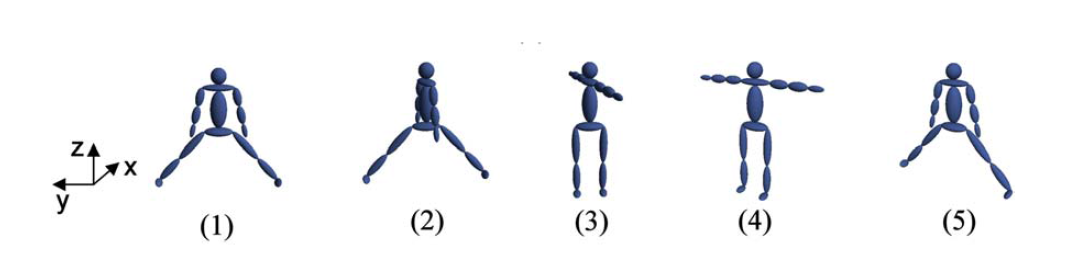 z
x
y
(1) (2) (3) (4) (5)